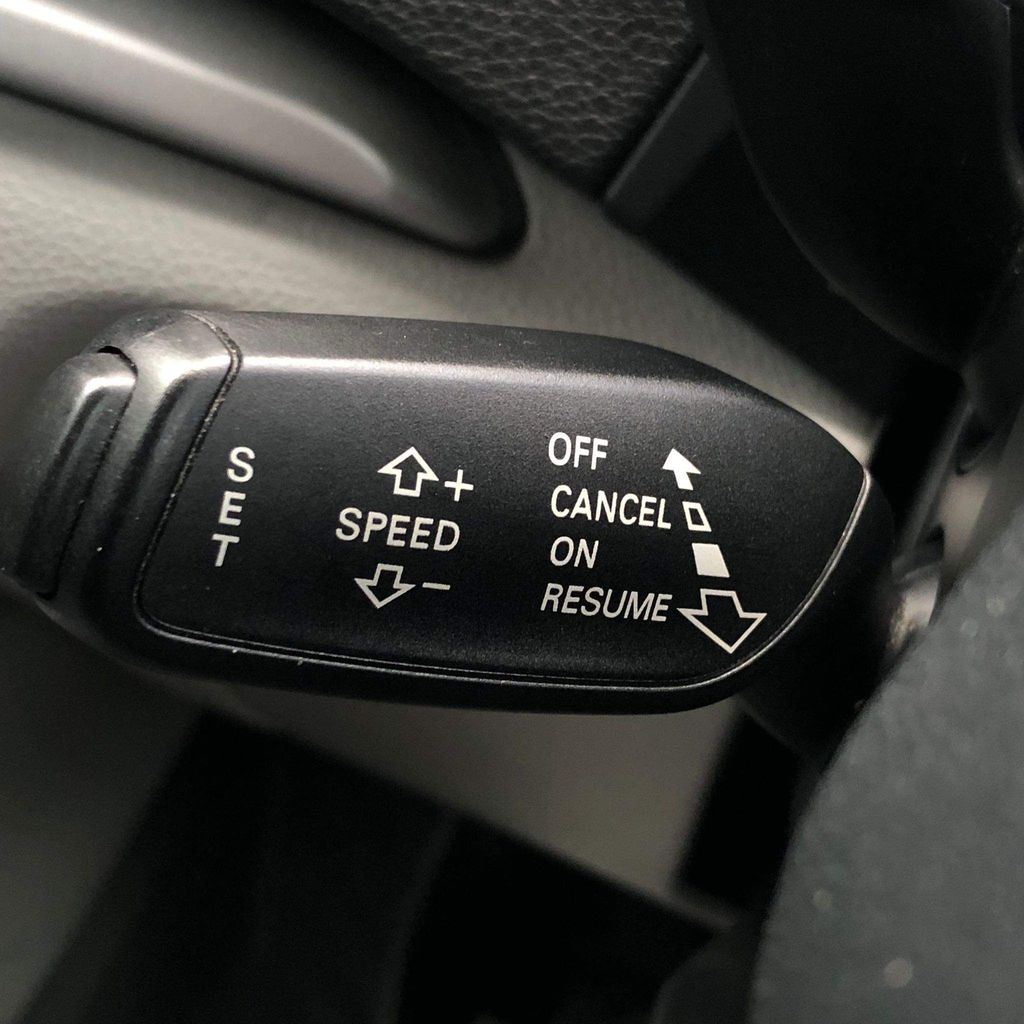 SET
+
SPEED
−
OFF
CANCEL
ON
RESUME